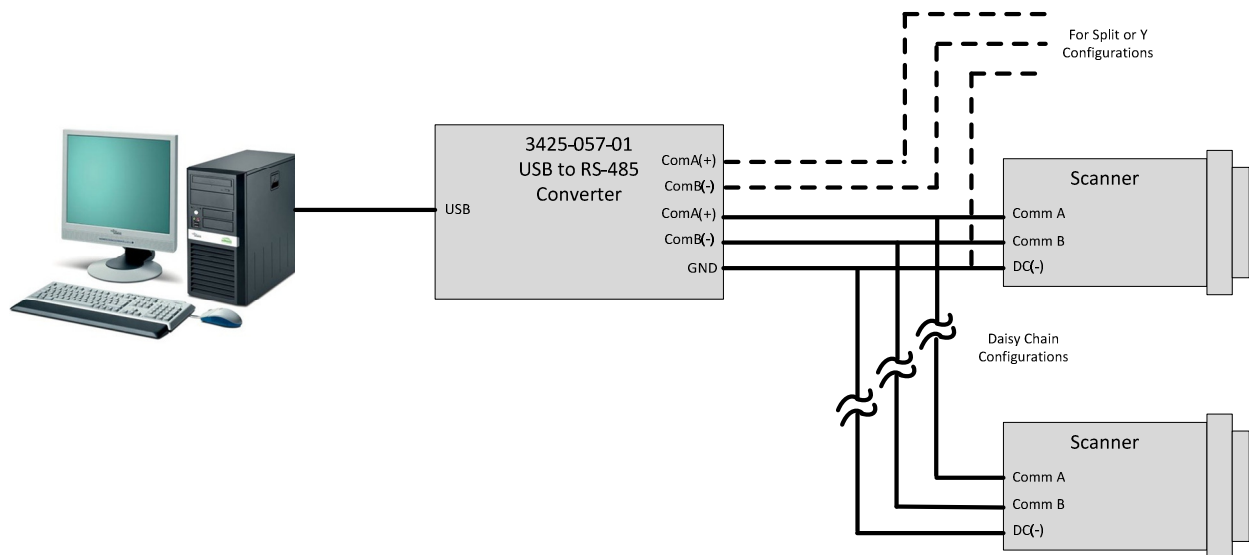 For Split or Y
Configurations
3425-057-01
USB to RS-485
Converter
USB
ComA(+)
ComB(-)
ComA(+)
ComB(-)
GND
Scanner
Comm A
Comm B
DC(-)
Daisy Chain
Configurations
Scanner
Comm A
Comm B
DC(-)